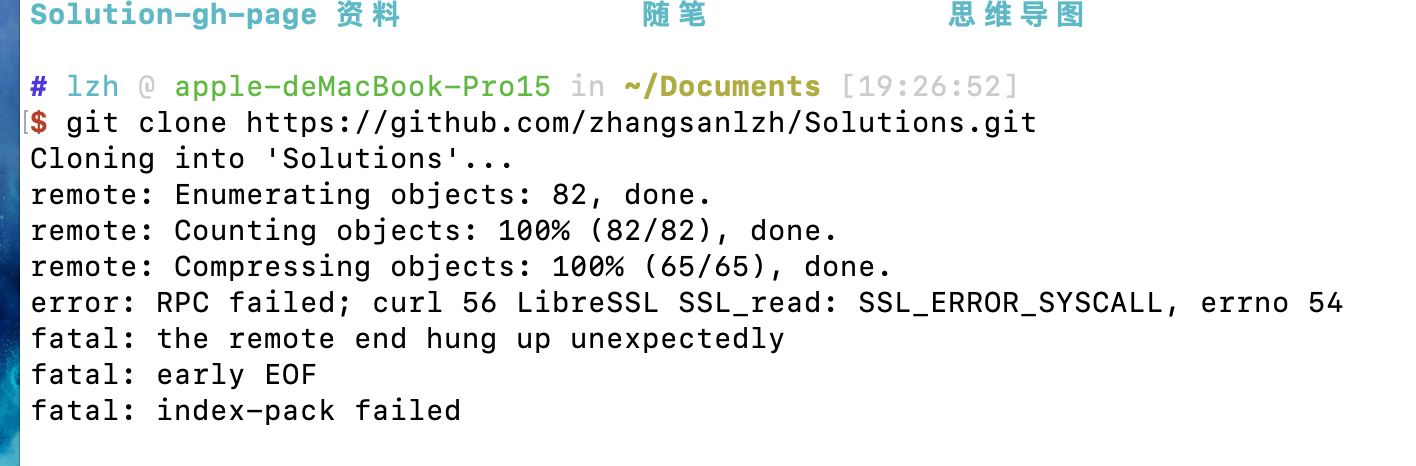 Solution-gh-page 资料 随笔 思维导图
# lzh @ apple-deMacBook-Pro15 in ~/Documents [19:26:52]
[$ git clone https://github.com/zhangsanlzh/Solutions.git
Cloning into 'Solutions'...
remote: Enumerating objects: 82, done.
remote: Counting objects: 100% (82/82), done.
remote: Compressing objects: 100% (65/65), done.
error: RPC failed; curl 56 LibreSSL SSL_read: SSL_ERROR_SYSCALL, errno 54
fatal: the remote end hung up unexpectedly
fatal: early EOF
fatal: index-pack failed